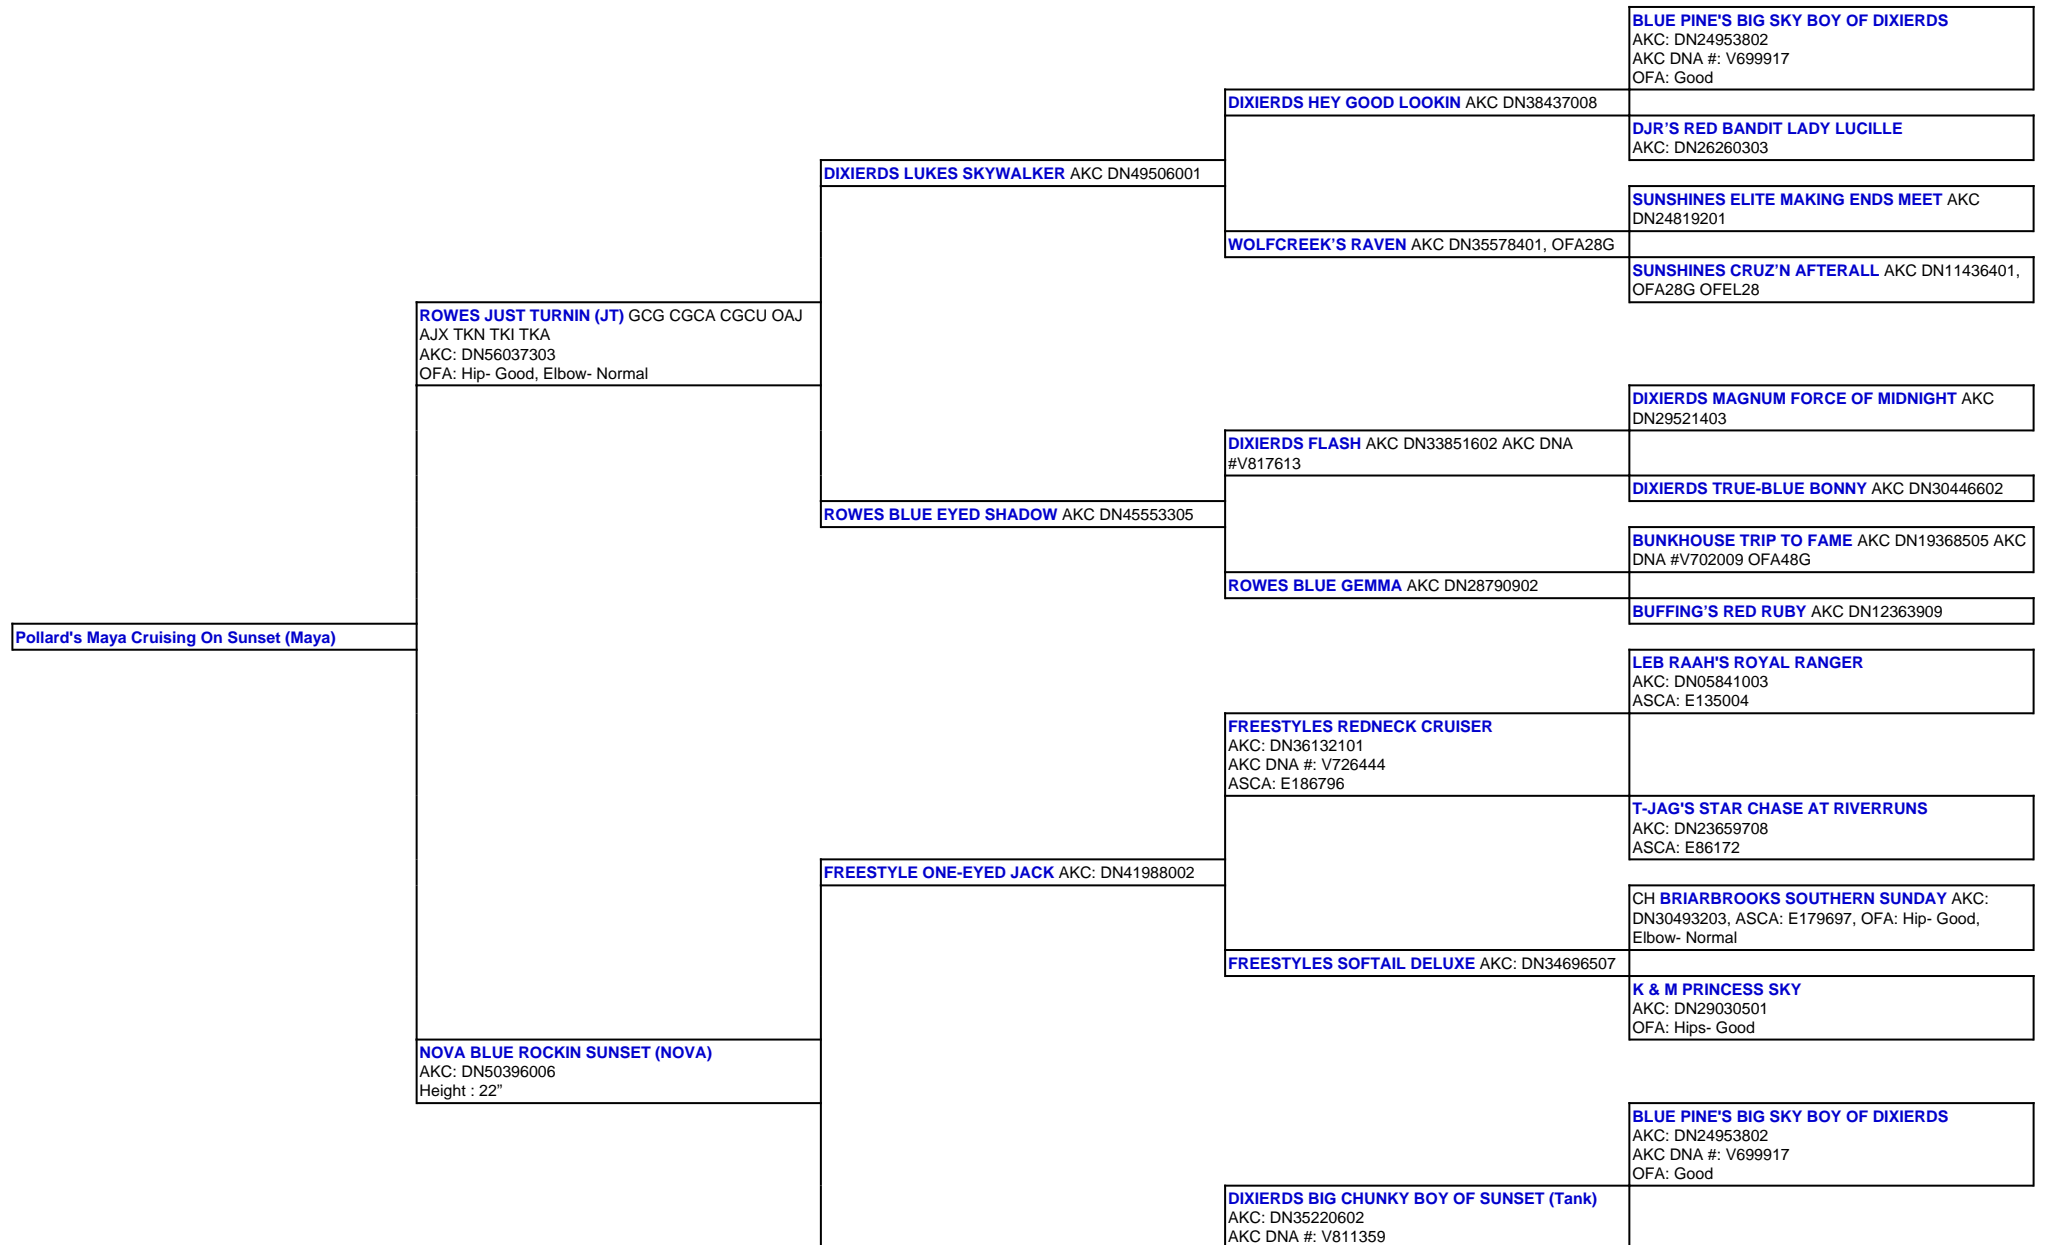 BLUE PINE'S BIG SKY BOY OF DIXIERDS
AKC: DN24953802
AKC DNA #: V699917
OFA: Good
DIXIERDS HEY GOOD LOOKIN AKC DN38437008
DJR'S RED BANDIT LADY LUCILLE
AKC: DN26260303
DIXIERDS LUKES SKYWALKER AKC DN49506001
SUNSHINES ELITE MAKING ENDS MEET AKC
DN24819201
WOLFCREEK’S RAVEN AKC DN35578401, OFA28G
SUNSHINES CRUZ’N AFTERALL AKC DN11436401,
OFA28G OFEL28
ROWES JUST TURNIN (JT) GCG CGCA CGCU OAJ
AJX TKN TKI TKA
AKC: DN56037303
OFA: Hip- Good, Elbow- Normal
DIXIERDS MAGNUM FORCE OF MIDNIGHT AKC
DN29521403
DIXIERDS FLASH AKC DN33851602 AKC DNA
#V817613
DIXIERDS TRUE-BLUE BONNY AKC DN30446602
ROWES BLUE EYED SHADOW AKC DN45553305
BUNKHOUSE TRIP TO FAME AKC DN19368505 AKC
DNA #V702009 OFA48G
ROWES BLUE GEMMA AKC DN28790902
BUFFING’S RED RUBY AKC DN12363909
Pollard's Maya Cruising On Sunset (Maya)
LEB RAAH'S ROYAL RANGER
AKC: DN05841003
ASCA: E135004
FREESTYLES REDNECK CRUISER
AKC: DN36132101
AKC DNA #: V726444
ASCA: E186796
T-JAG'S STAR CHASE AT RIVERRUNS
AKC: DN23659708
ASCA: E86172
FREESTYLE ONE-EYED JACK AKC: DN41988002
CH BRIARBROOKS SOUTHERN SUNDAY AKC:
DN30493203, ASCA: E179697, OFA: Hip- Good,
Elbow- Normal
FREESTYLES SOFTAIL DELUXE AKC: DN34696507
K & M PRINCESS SKY
AKC: DN29030501
OFA: Hips- Good
NOVA BLUE ROCKIN SUNSET (NOVA)
AKC: DN50396006
Height : 22”
BLUE PINE'S BIG SKY BOY OF DIXIERDS
AKC: DN24953802
AKC DNA #: V699917
OFA: Good
DIXIERDS BIG CHUNKY BOY OF SUNSET (Tank)
AKC: DN35220602
AKC DNA #: V811359